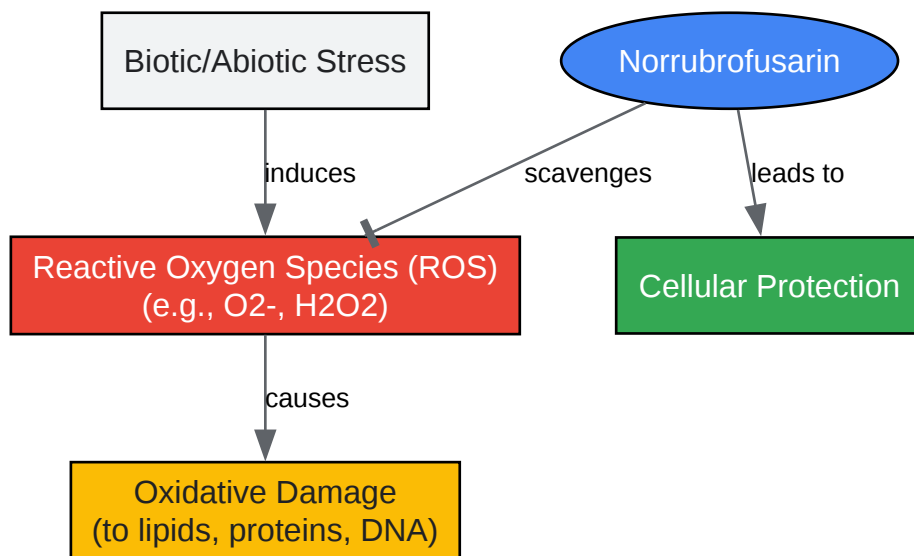 Biotic/Abiotic Stress
Norrubrofusarin
induces
scavenges
leads to
Reactive Oxygen Species (ROS)
(e.g., O2-, H2O2)
Cellular Protection
causes
Oxidative Damage
(to lipids, proteins, DNA)